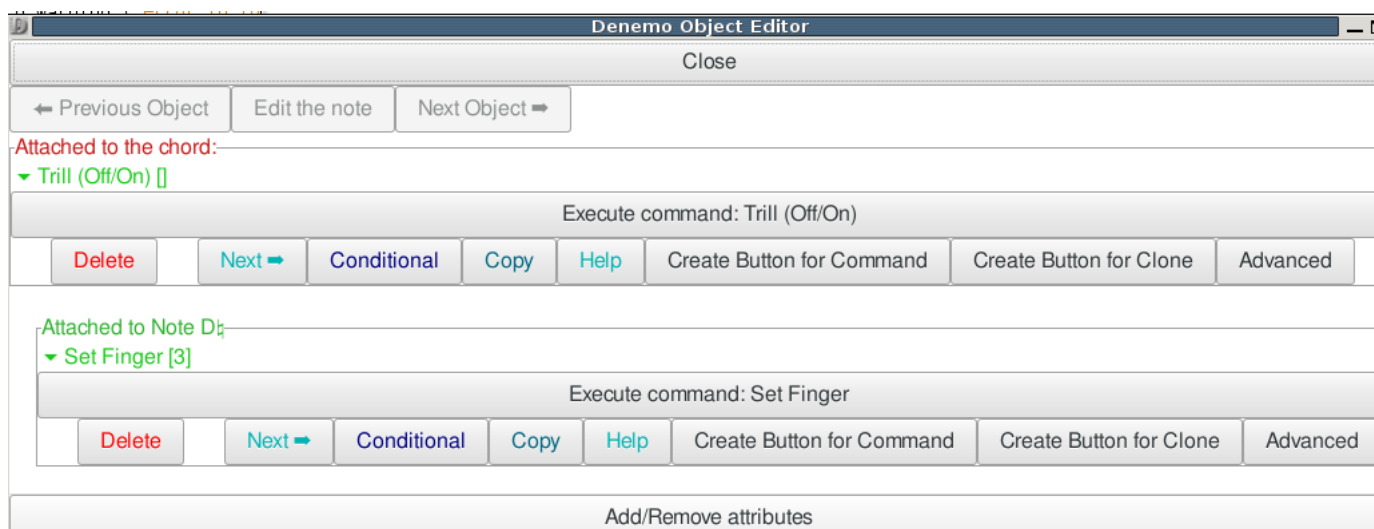 Denemo Object Editor
Close
⬅ Previous Object Edit the note Next Object ➡
Attached to the chord:
Trill (Off/On) []
Execute command: Trill (Off/On)
Delete Next ➡ Conditional Copy Help Create Button for Command Create Button for Clone Advanced
Attached to Note D♮
Set Finger [3]
Execute command: Set Finger
Delete Next ➡ Conditional Copy Help Create Button for Command Create Button for Clone Advanced
Add/Remove attributes